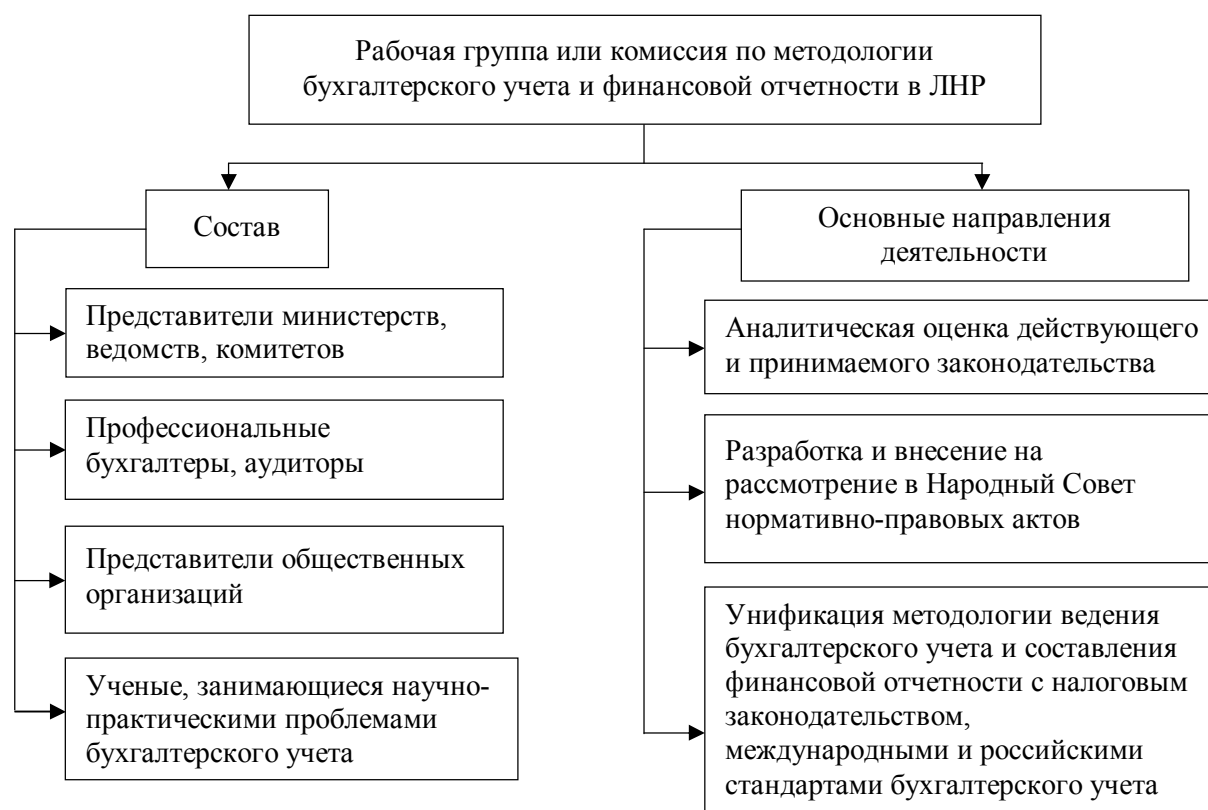 Рабочая группа или комиссия по методологии
бухгалтерского учета и финансовой отчетности в ЛНР
Состав
Представители министерств,
ведомств, комитетов
Профессиональные
бухгалтеры, аудиторы
Представители общественных
организаций
Ученые, занимающиеся научно-
практическими проблемами
бухгалтерского учета
Основные направления
деятельности
Аналитическая оценка действующего
и принимаемого законодательства
Разработка и внесение на
рассмотрение в Народный Совет
нормативно-правовых актов
Унификация методологии ведения
бухгалтерского учета и составления
финансовой отчетности с налоговым
законодательством,
международными и российскими
стандартами бухгалтерского учета